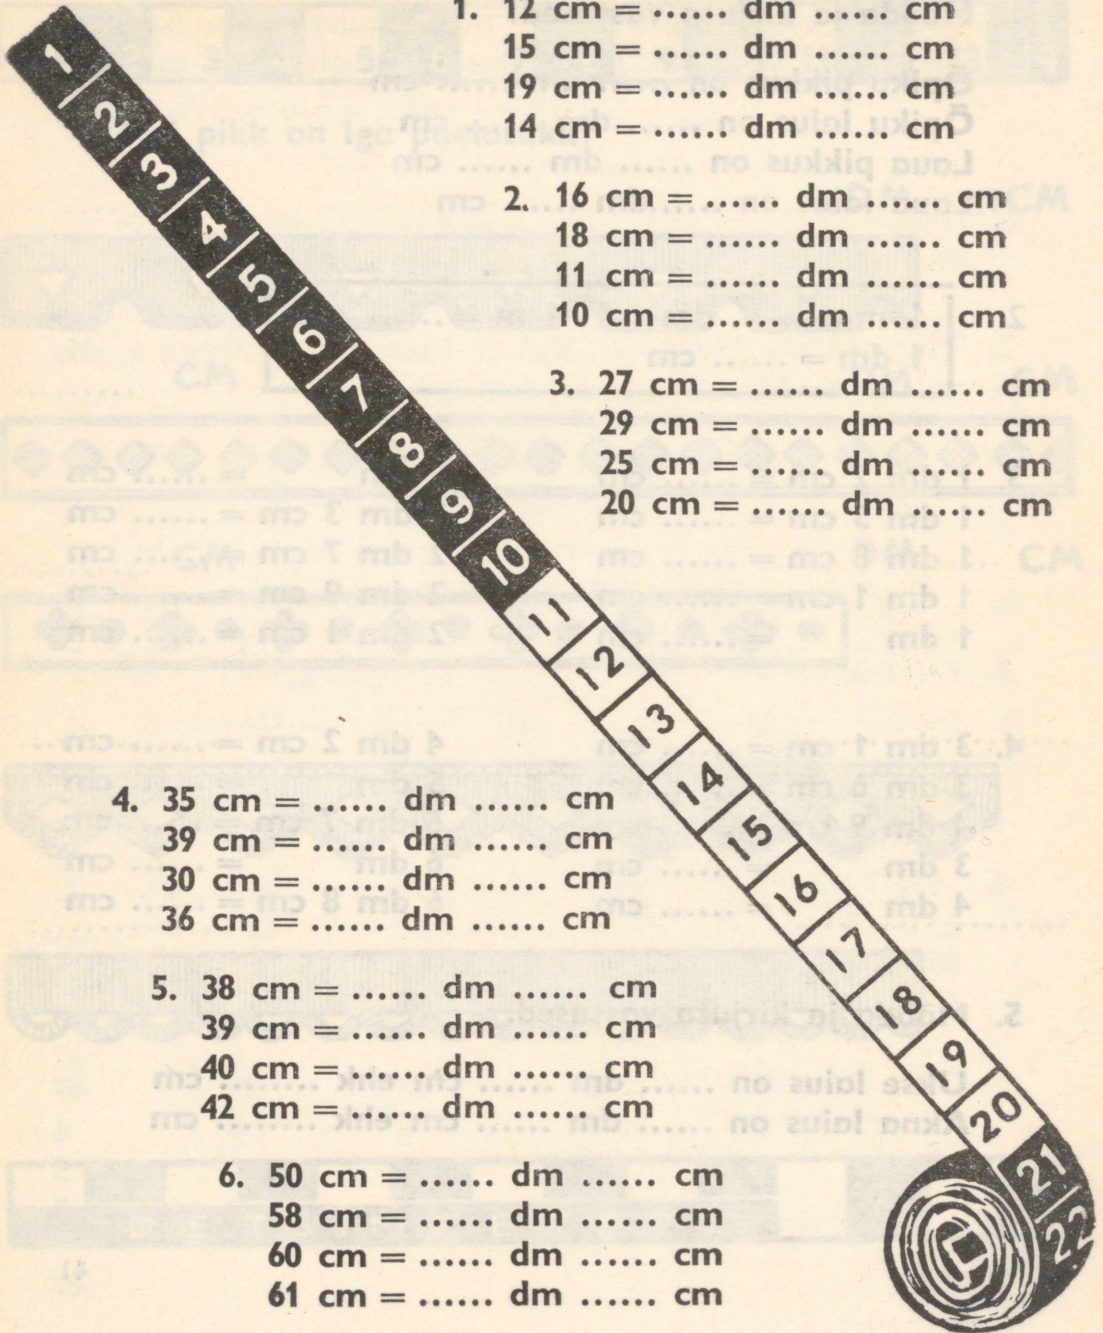 1. 12 cm = ...... dm ...... cm
15 cm = ...... dm ...... cm
19 cm = ...... dm ...... cm
14 cm = ...... dm ...... cm
2. 16 cm = ...... dm ...... cm
18 cm = ...... dm ...... cm
11 cm = ...... dm ...... cm
10 cm = ...... dm ...... cm
3. 27 cm = ...... dm ...... cm
29 cm = ...... dm ...... cm
25 cm = ...... dm ...... cm
20 cm = ...... dm ...... cm
1
2
3
4
5
6
7
8
9
10
11
12
13
14
15
16
17
18
19
20
21
22
4. 35 cm = ...... dm ...... cm
39 cm = ...... dm ...... cm
30 cm = ...... dm ...... cm
36 cm = ...... dm ...... cm
5. 38 cm = ...... dm ...... cm
39 cm = ...... dm ...... cm
40 cm = ...... dm ...... cm
42 cm = ...... dm ...... cm
6. 50 cm = ...... dm ...... cm
58 cm = ...... dm ...... cm
60 cm = ...... dm ...... cm
61 cm = ...... dm ...... cm